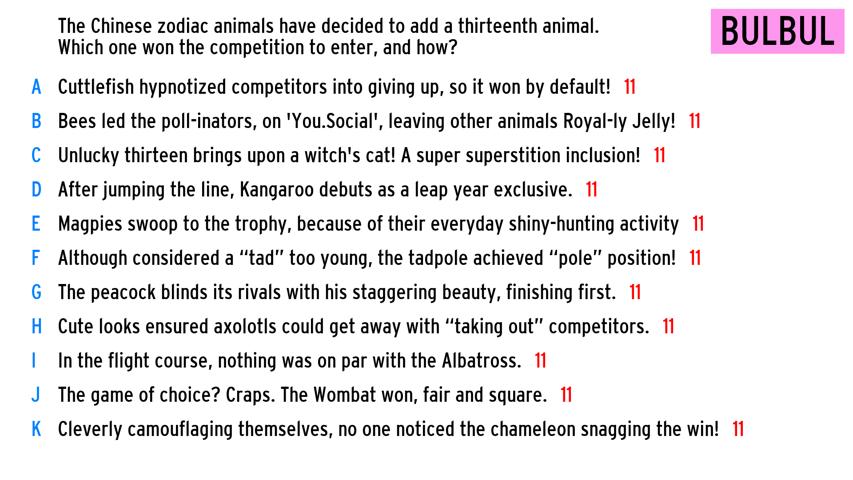 The Chinese zodiac animals have decided to add a thirteenth animal.
Which one won the competition to enter, and how?
BULBUL
A Cuttlefish hypnotized competitors into giving up, so it won by default! 11
B Bees led the poll-inators, on 'You.Social', leaving other animals Royal-ly Jelly! 11
C Unlucky thirteen brings upon a witch's cat! A super superstition inclusion! 11
D After jumping the line, Kangaroo debuts as a leap year exclusive. 11
E Magpies swoop to the trophy, because of their everyday shiny-hunting activity 11
F Although considered a “tad” too young, the tadpole achieved “pole” position! 11
G The peacock blinds its rivals with his staggering beauty, finishing first. 11
H Cute looks ensured axolotls could get away with “taking out” competitors. 11
I In the flight course, nothing was on par with the Albatross. 11
J The game of choice? Craps. The Wombat won, fair and square. 11
K Cleverly camouflaging themselves, no one noticed the chameleon snagging the win! 11